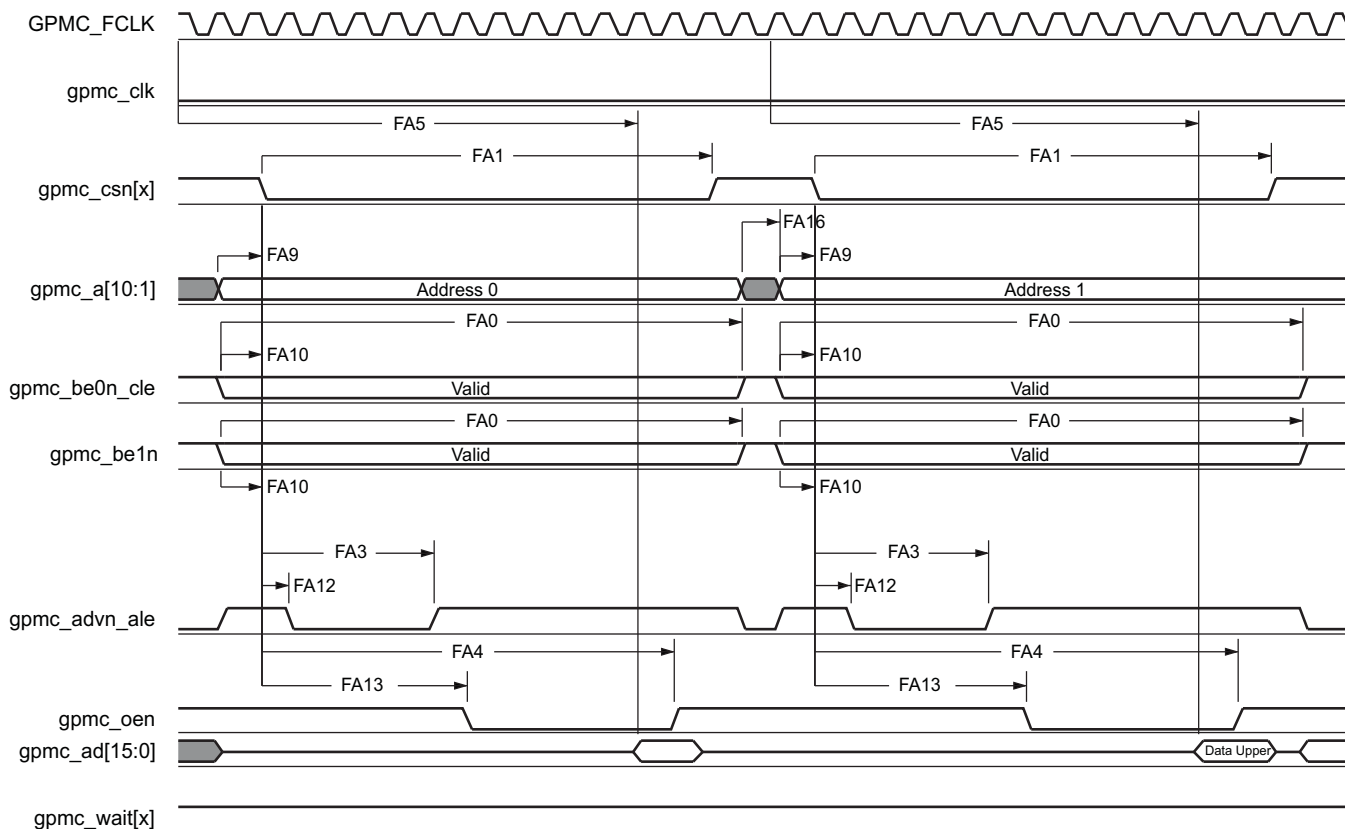 GPMC_FCLK
gpmc_clk
FA5 FA5
FA1 FA1
gpmc_csn[x]
FA16
FA9 FA9
gpmc_a[10:1] Address 0 Address 1
FA0 FA0
FA10 FA10
gpmc_be0n_cle Valid Valid
FA0 FA0
gpmc_be1n Valid Valid
FA10 FA10
FA3 FA3
FA12 FA12
gpmc_advn_ale
FA4 FA4
FA13 FA13
gpmc_oen
gpmc_ad[15:0] Data Upper
gpmc_wait[x]